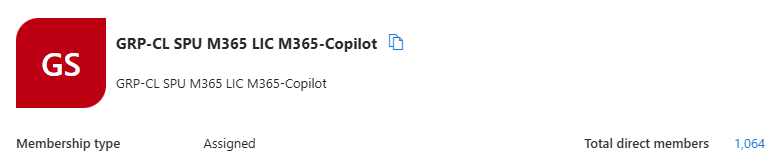 GS
GRP-CL SPU M365 LIC M365-Copilot
GRP-CL SPU M365 LIC M365-Copilot
Membership type Assigned Total direct members 1,064